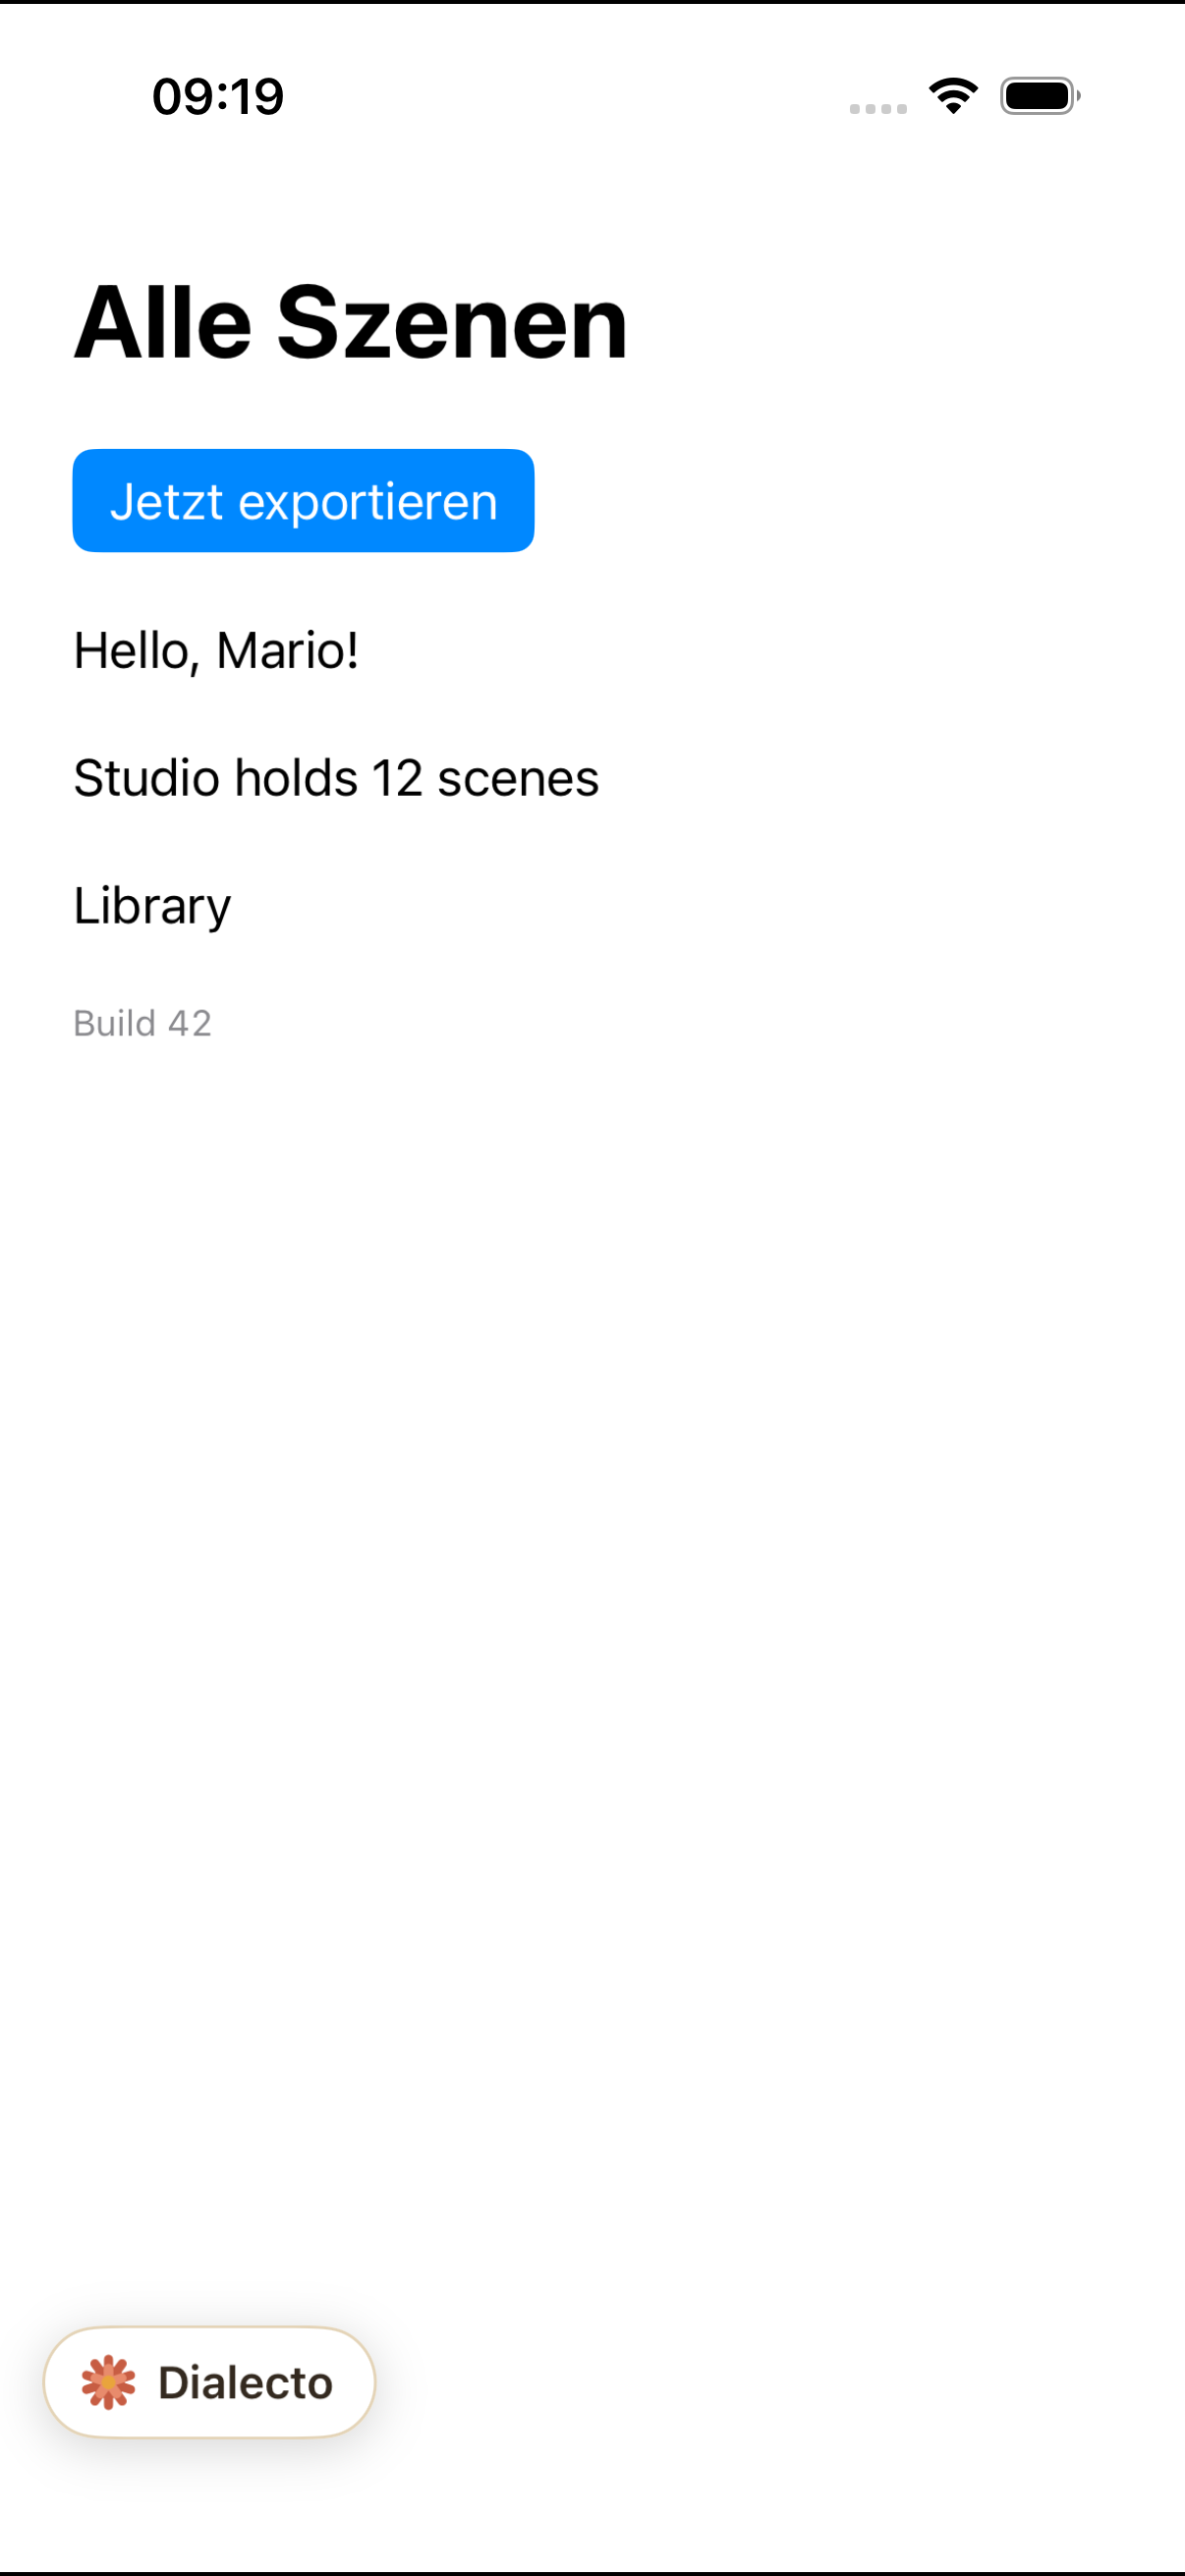 09:19
Alle Szenen
Jetzt exportieren
Hello, Mario!
Studio holds 12 scenes
Library
Build 42
Dialecto